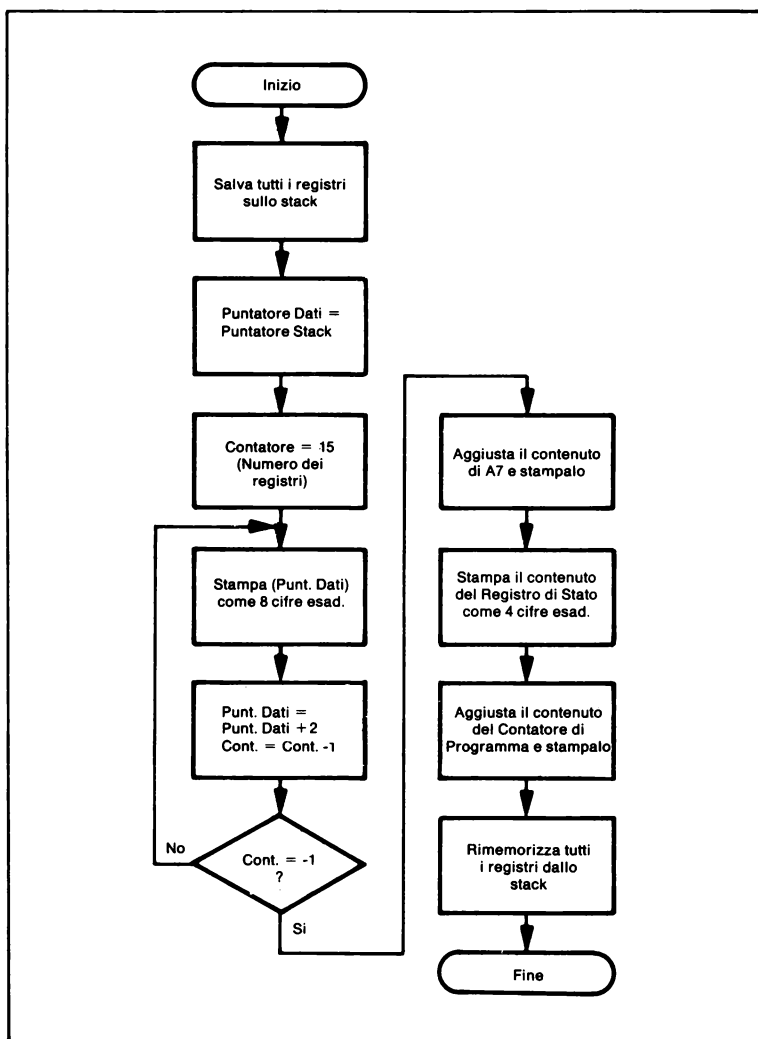 Inizio
Salva tutti i registri
sullo stack
Puntatore Dati =
Puntatore Stack
Contatore = 15
(Numero dei
registri)
Stampa (Punt. Dati)
come 8 cifre esad.
Punt. Dati =
Punt. Dati + 2
Cont. = Cont. -1
No
Cont. = -1
?
Si
Aggiusta il contenuto
di A7 e stampalo
Stampa il contenuto
del Registro di Stato
come 4 cifre esad.
Aggiusta il contenuto
del Contatore di
Programma e stampalo
Rimemorizza tutti
i registri dallo
stack
Fine